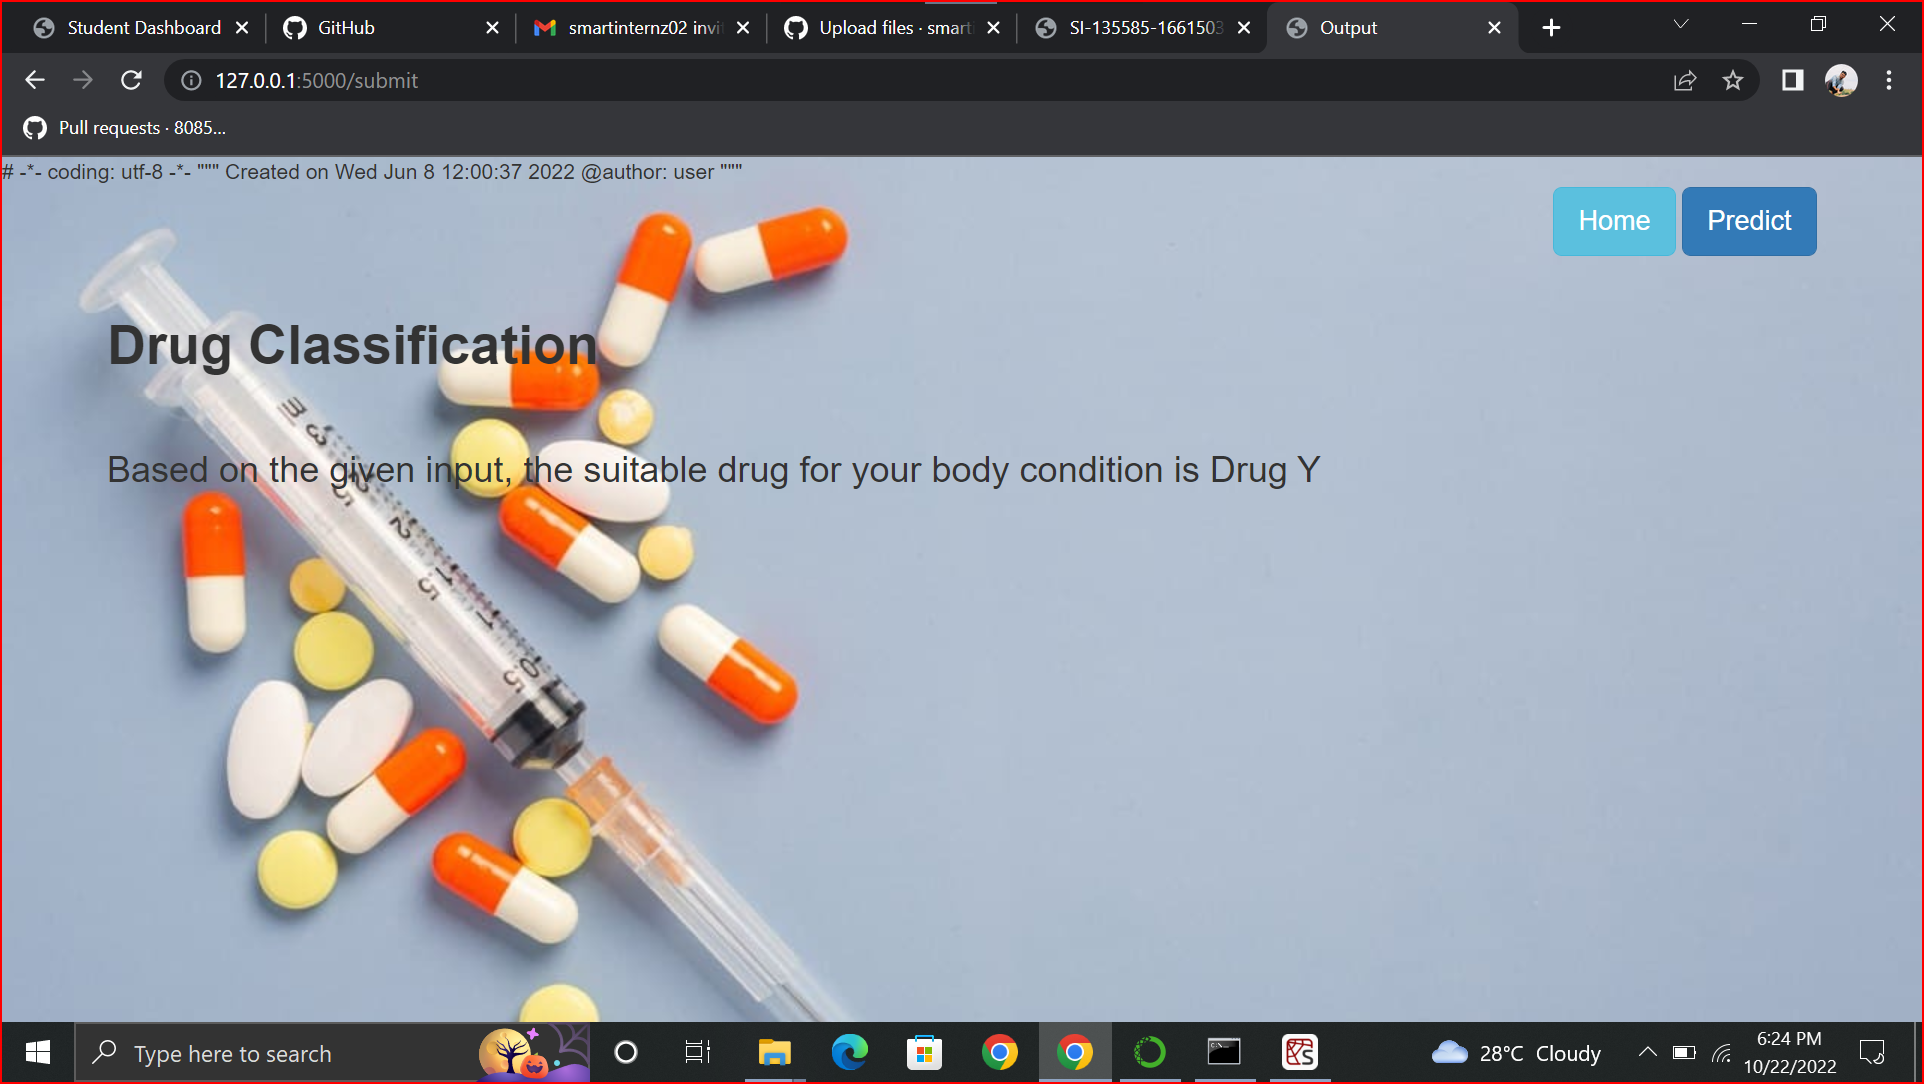 Student Dashboard
GitHub
smartinternz02 invi
Upload files · smarti
SI-135585-1661503
Output
127.0.0.1:5000/submit
Pull requests · 8085...
# -*- coding: utf-8 -*- """ Created on Wed Jun 8 12:00:37 2022 @author: user """
Home Predict
Drug Classification
Based on the given input, the suitable drug for your body condition is Drug Y
Type here to search
28°C Cloudy
6:24 PM
10/22/2022